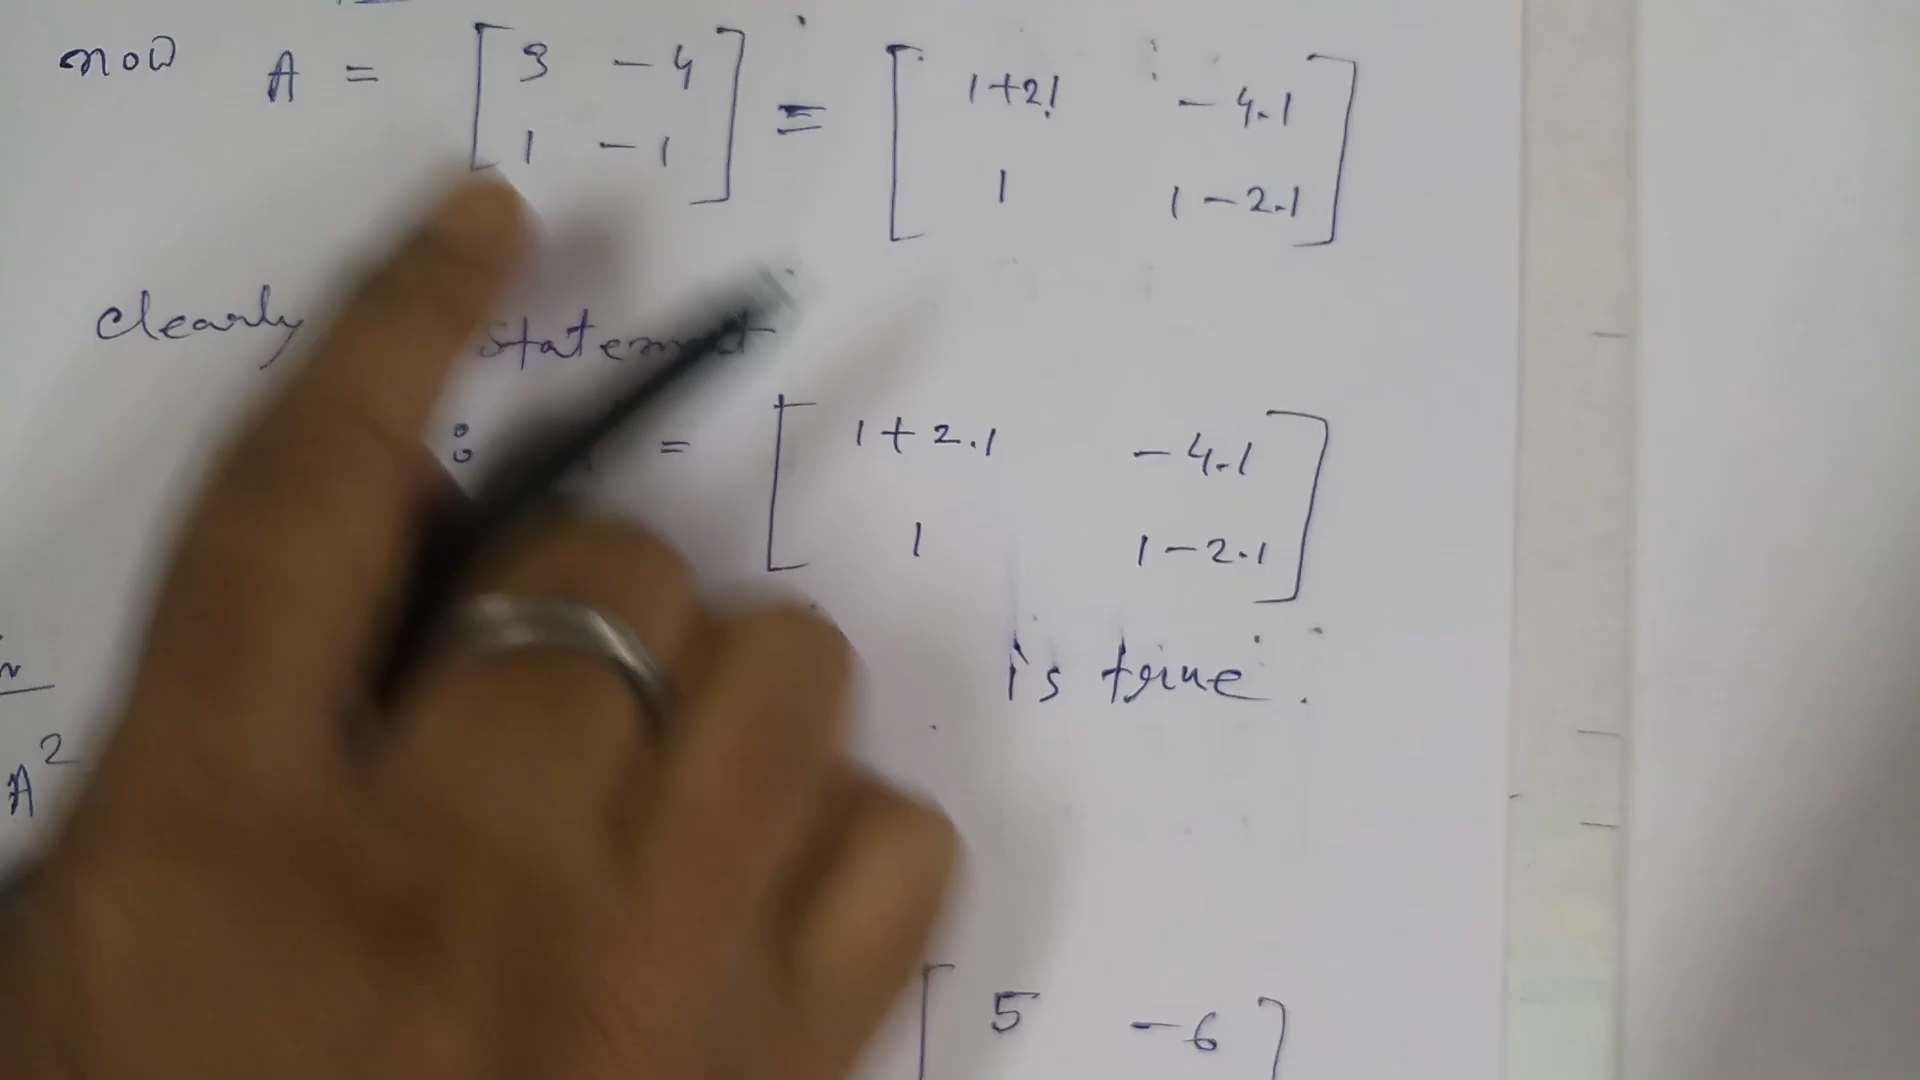 now A = [ 3 -4 ] = [ 1+2.1 -4.1 ]
[ 1 -1 ] [ 1 1-2.1 ]
clearly statement
: = [ 1+2.1 -4.1 ]
[ 1 1-2.1 ]
is true.
A²
[ 5 -6 ]